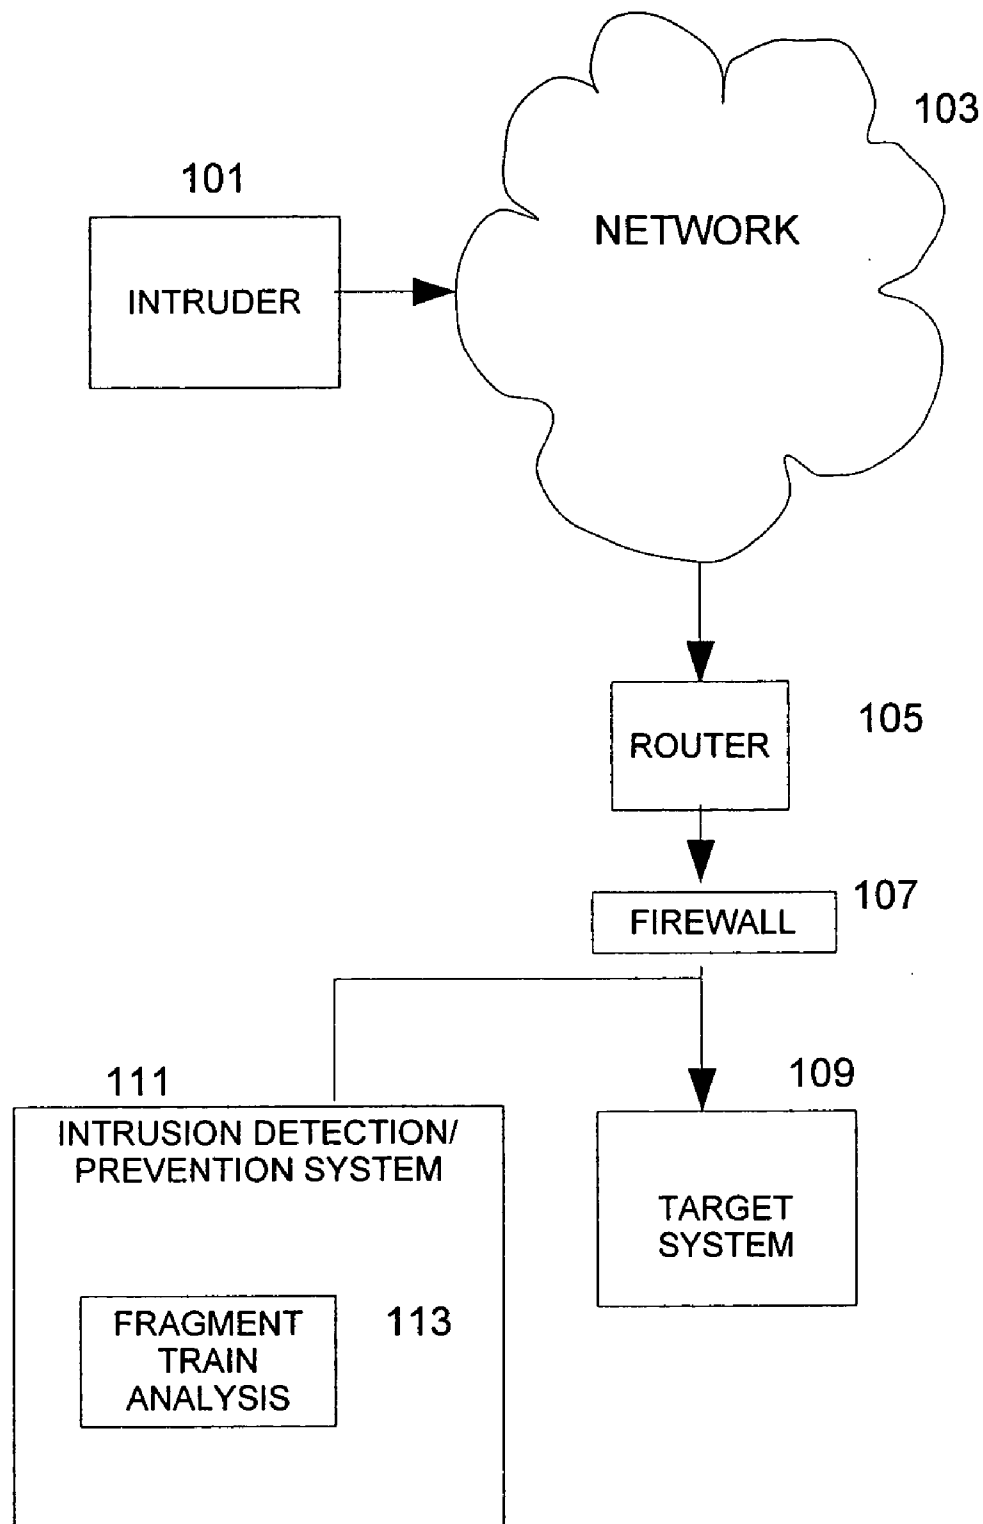 103
101
NETWORK
INTRUDER
105
ROUTER
107
FIREWALL
109
111
INTRUSION DETECTION/
PREVENTION SYSTEM
TARGET
SYSTEM
FRAGMENT
TRAIN
ANALYSIS
113